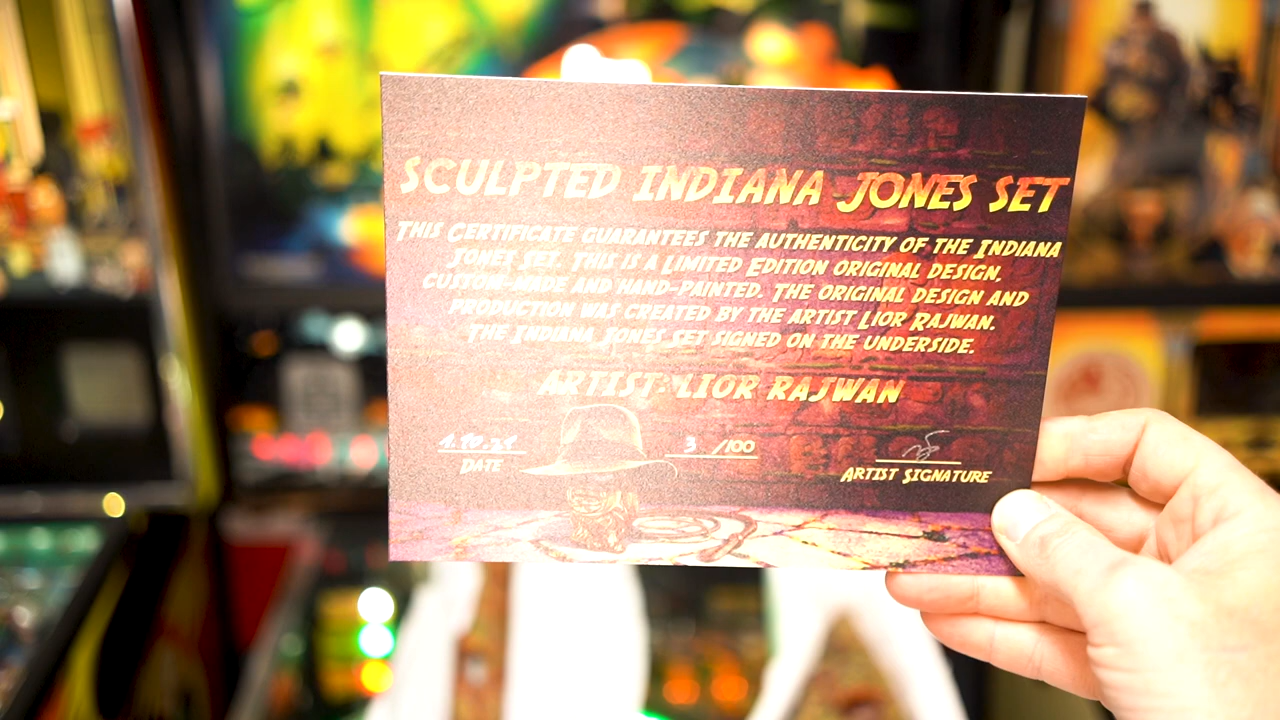 SCULPTED INDIANA JONES SET
THIS CERTIFICATE GUARANTEES THE AUTHENTICITY OF THE INDIANA
JONES SET. THIS IS A LIMITED EDITION ORIGINAL DESIGN,
CUSTOM-MADE AND HAND-PAINTED. THE ORIGINAL DESIGN AND
PRODUCTION WAS CREATED BY THE ARTIST LIOR RAJWAN.
THE INDIANA JONES SET SIGNED ON THE UNDERSIDE.
ARTIST: LIOR RAJWAN
3 /100
DATE
ARTIST SIGNATURE